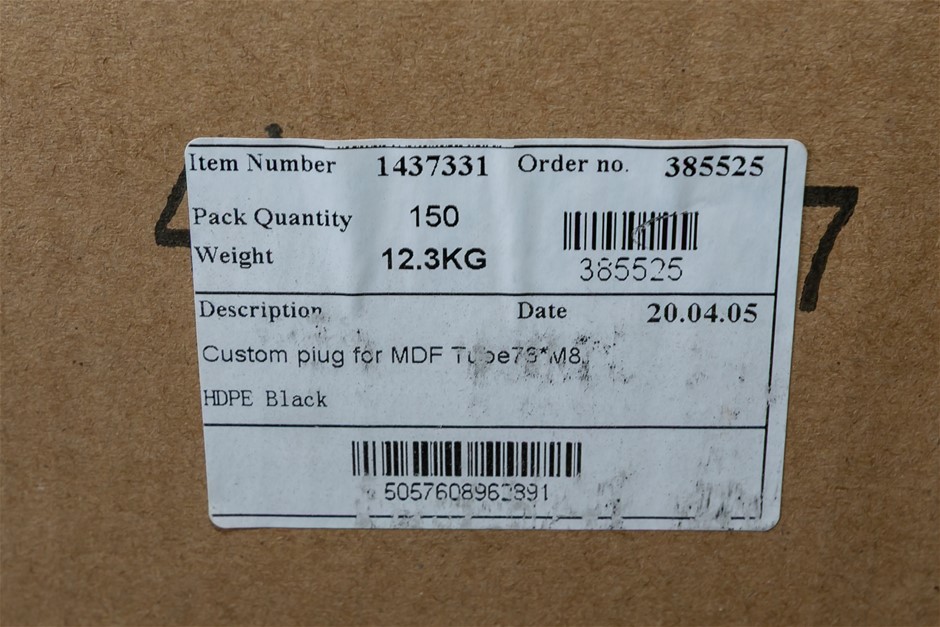 Item Number 1437331 Order no. 385525
Pack Quantity 150
Weight 12.3KG
385525
Description Date 20.04.05
Custom plug for MDF
HDPE Black
7